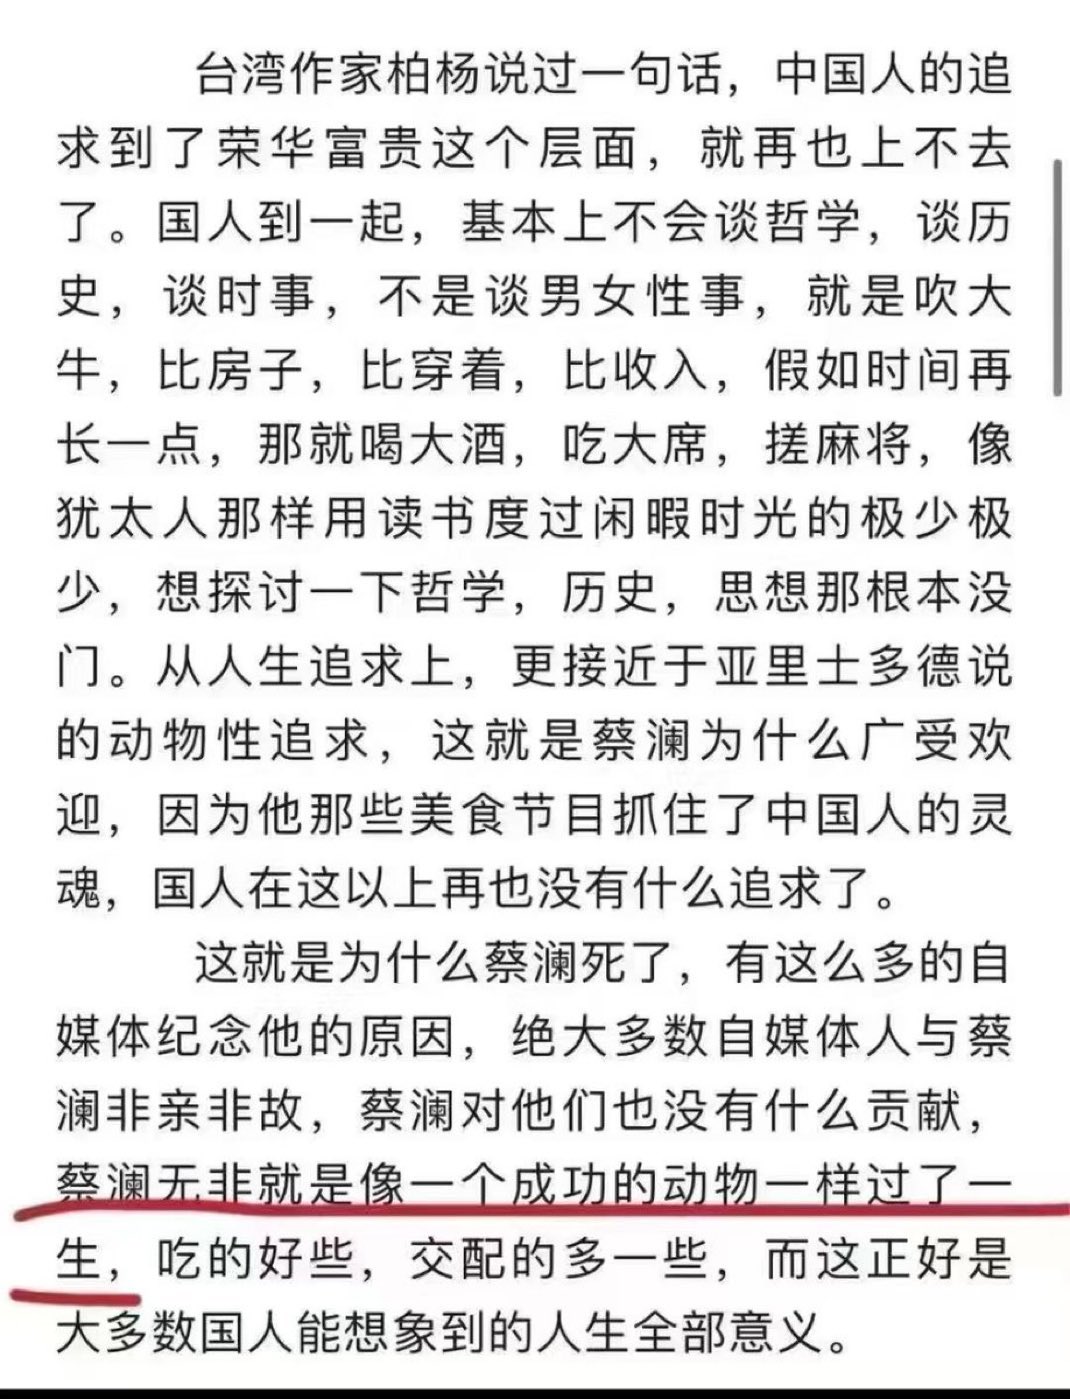 台湾作家柏杨说过一句话，中国人的追
求到了荣华富贵这个层面，就再也上不去
了。国人到一起，基本上不会谈哲学，谈历
史，谈时事，不是谈男女性事，就是吹大
牛，比房子，比穿着，比收入，假如时间再
长一点，那就喝大酒，吃大席，搓麻将，像
犹太人那样用读书度过闲暇时光的极少极
少，想探讨一下哲学，历史，思想那根本没
门。从人生追求上，更接近于亚里士多德说
的动物性追求，这就是蔡澜为什么广受欢
迎，因为他那些美食节目抓住了中国人的灵
魂，国人在这以上再也没有什么追求了。
这就是为什么蔡澜死了，有这么多的自
媒体纪念他的原因，绝大多数自媒体人与蔡
澜非亲非故，蔡澜对他们也没有什么贡献，
蔡澜无非就是像一个成功的动物一样过了一
生，吃的好些，交配的多一些，而这正好是
大多数国人能想象到的人生全部意义。